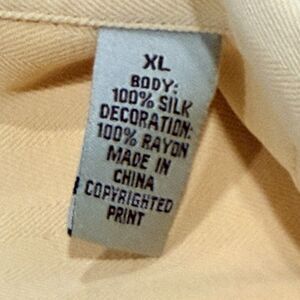 XL
BODY:
100% SILK
DECORATION:
100% RAYON
MADE IN
CHINA
COPYRIGHTED
PRINT